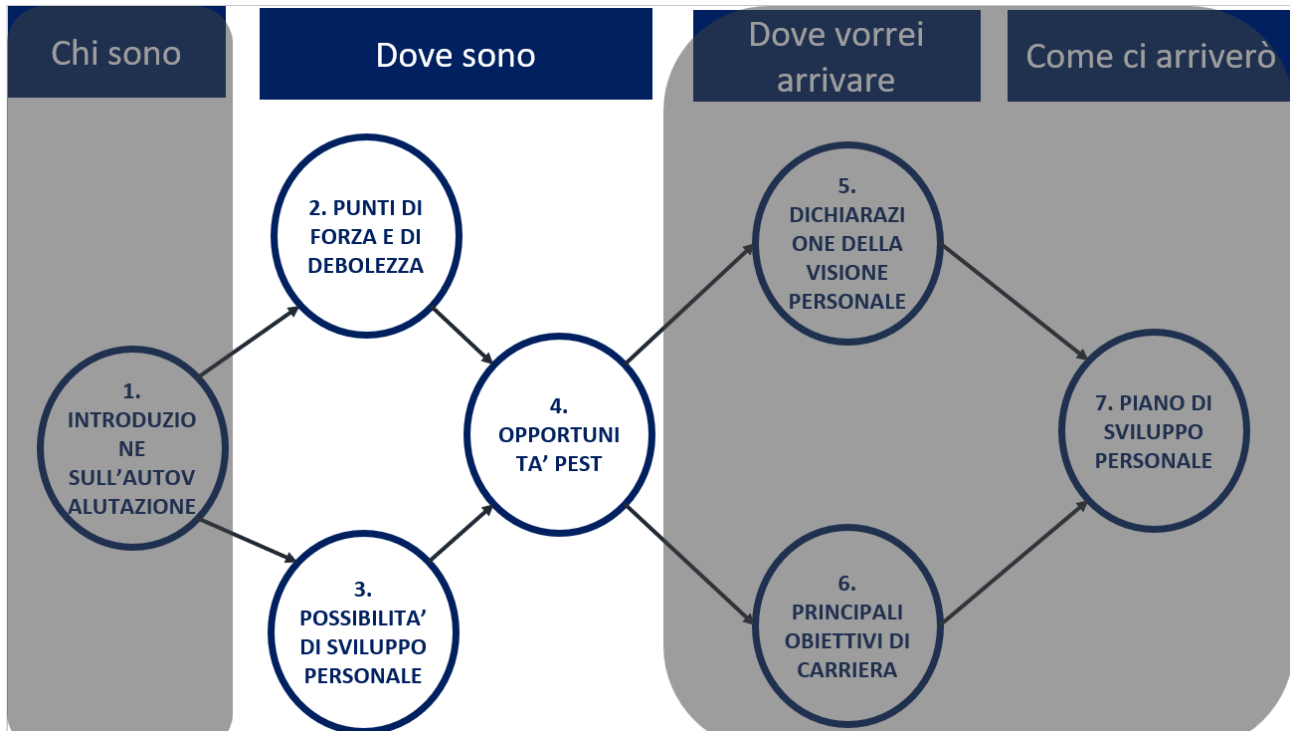 Chi sono
Dove sono
Dove vorrei
arrivare
Come ci arriverò
1.
INTRODUZIO
NE
SULL'AUTOV
ALUTAZIONE
2. PUNTI DI
FORZA E DI
DEBOLEZZA
3.
POSSIBILITA'
DI SVILUPPO
PERSONALE
4.
OPPORTUNI
TA' PEST
5.
DICHIARAZI
ONE DELLA
VISIONE
PERSONALE
6.
PRINCIPALI
OBIETTIVI DI
CARRIERA
7. PIANO DI
SVILUPPO
PERSONALE